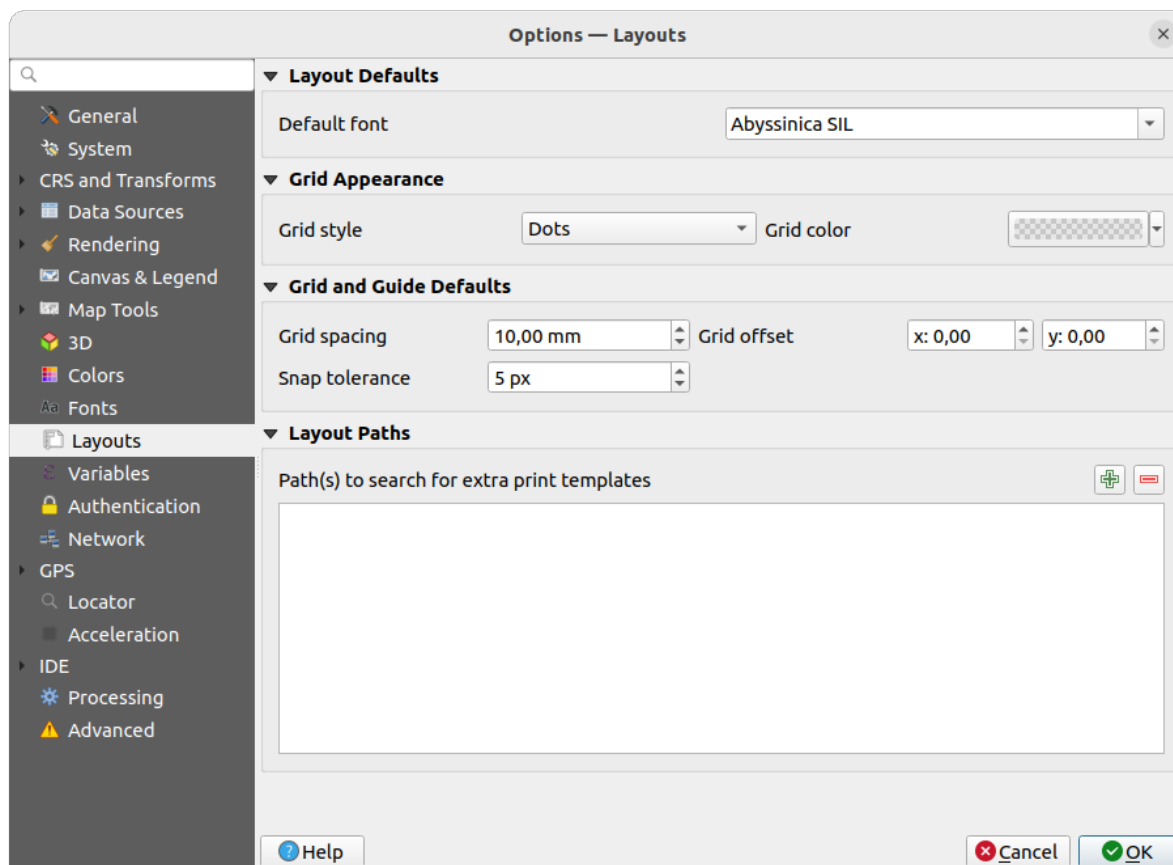 Options — Layouts
General
System
CRS and Transforms
Data Sources
Rendering
Canvas & Legend
Map Tools
3D
Colors
Aa Fonts
Layouts
ε Variables
Authentication
Network
GPS
Locator
Acceleration
IDE
Processing
Advanced
Layout Defaults
Default font Abyssinica SIL
Grid Appearance
Grid style Dots Grid color
Grid and Guide Defaults
Grid spacing 10,00 mm Grid offset x: 0,00 y: 0,00
Snap tolerance 5 px
Layout Paths
Path(s) to search for extra print templates
? Help Cancel OK